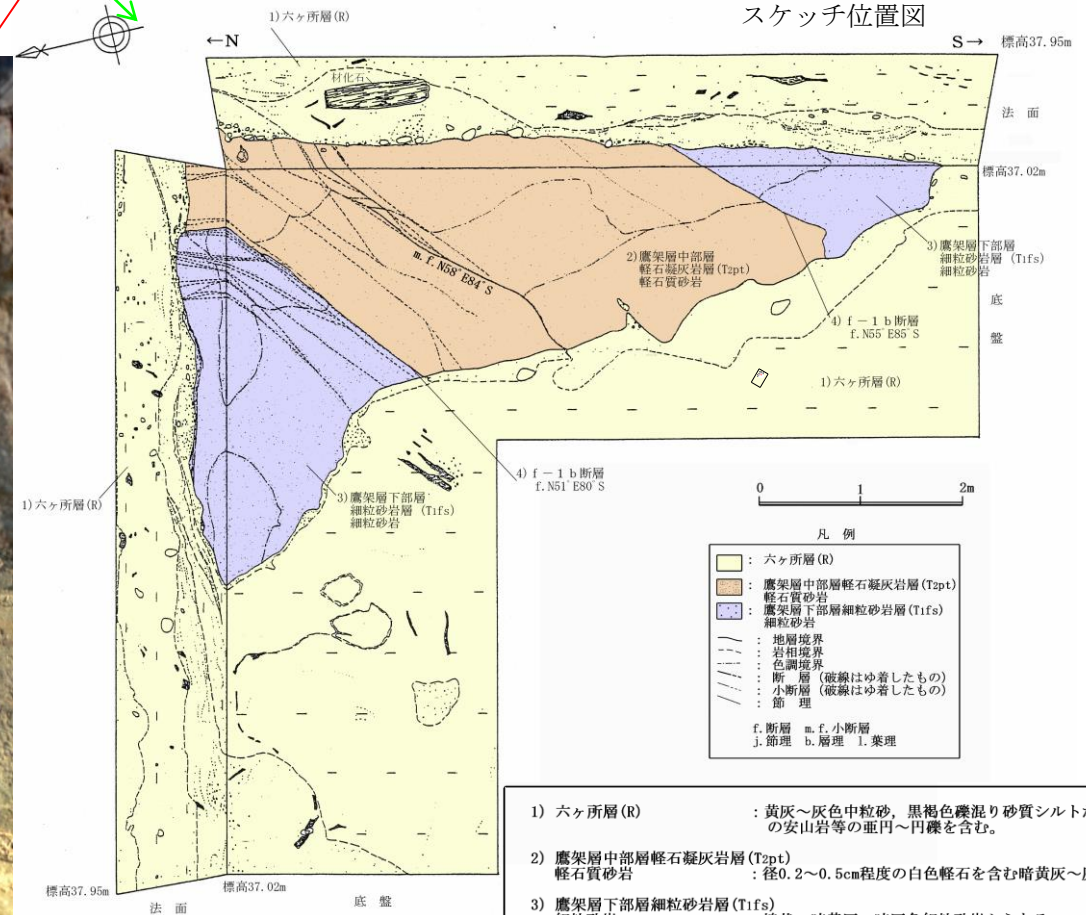 スケッチ位置図
1)六ヶ所層(R)
←N
S→
標高37.95m
材化石
法 面
標高37.02m
m.f.N58°E84°S
2)鷹架層中部層
軽石凝灰岩層(T2pt)
軽石質砂岩
3)鷹架層下部層
細粒砂岩層 (T1fs)
細粒砂岩
底
盤
4) f－1 b断層
f.N55°E85°S
1)六ヶ所層(R)
1)六ヶ所層(R)
4) f－1 b断層
f.N51°E80°S
3)鷹架層下部層
細粒砂岩層 (T1fs)
細粒砂岩
0 1 2m
凡 例
： 六ヶ所層(R)
： 鷹架層中部層軽石凝灰岩層(T2pt)
軽石質砂岩
： 鷹架層下部層細粒砂岩層(T1fs)
細粒砂岩
： 地層境界
： 岩相境界
： 色調境界
： 断 層 (破線はゆ着したもの)
： 小断層 (破線はゆ着したもの)
： 節 理
f.断層 m.f.小断層
j.節理 b.層理 l.葉理
標高37.95m
標高37.02m
法 面
底 盤
1) 六ヶ所層(R) ：黄灰～灰色中粒砂，黒褐色礫混り砂質シルト
の安山岩等の亜円～円礫を含む。
2) 鷹架層中部層軽石凝灰岩層(T2pt)
軽石質砂岩 ：径0.2～0.5cm程度の白色軽石を含む暗黄灰～
3) 鷹架層下部層細粒砂岩層(T1fs)